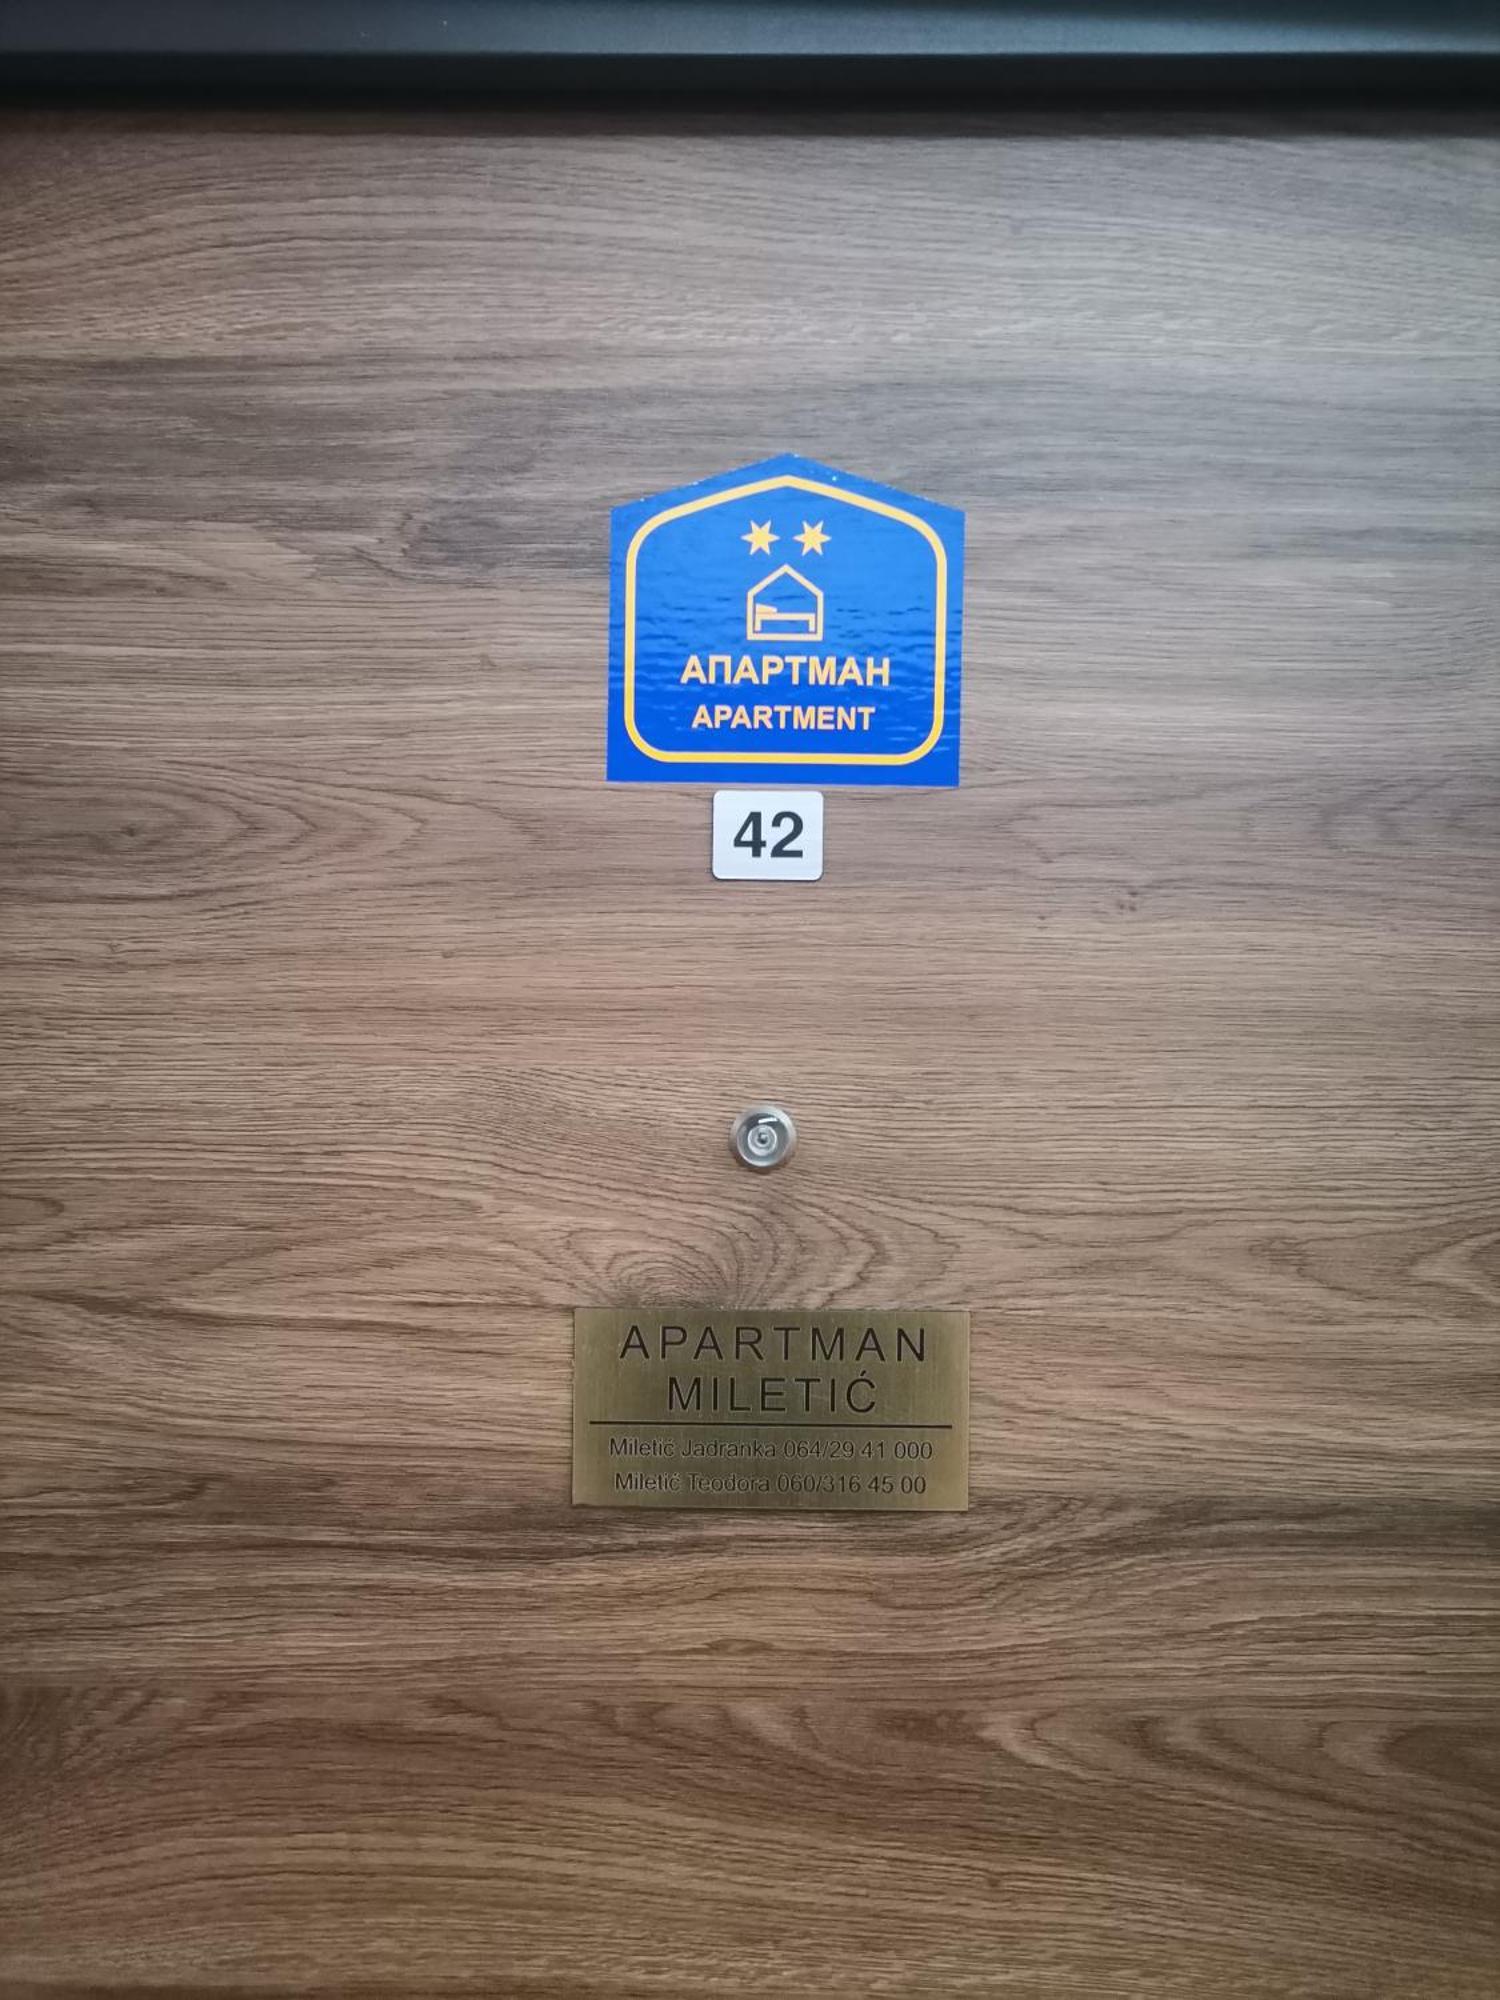 АПАРТМАН
APARTMENT
42
APARTMAN
MILETIĆ
Miletić Jadranka 064/29 41 000
Miletić Teodora 060/316 45 00